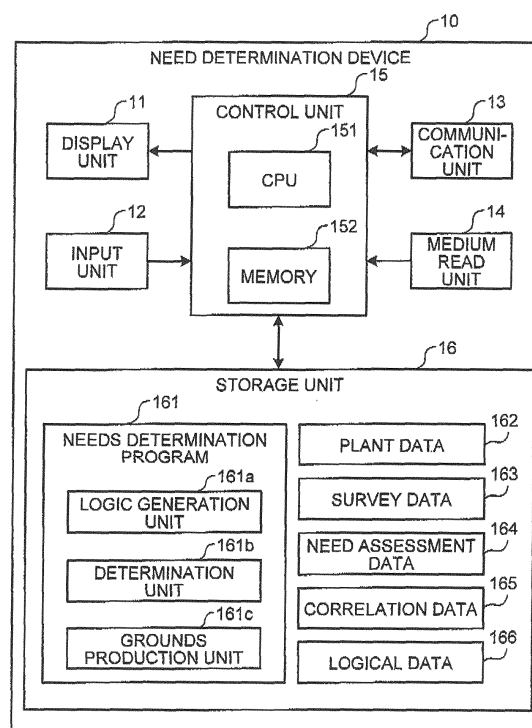 10
NEED DETERMINATION DEVICE
15
11
CONTROL UNIT
13
DISPLAY
UNIT
151
CPU
COMMUNI-
CATION
UNIT
12
INPUT
UNIT
152
MEMORY
14
MEDIUM
READ
UNIT
16
STORAGE UNIT
161
NEEDS DETERMINATION
PROGRAM
161a
LOGIC GENERATION
UNIT
161b
DETERMINATION
UNIT
161c
GROUNDS
PRODUCTION UNIT
162
PLANT DATA
163
SURVEY DATA
164
NEED ASSESSMENT
DATA
165
CORRELATION DATA
166
LOGICAL DATA